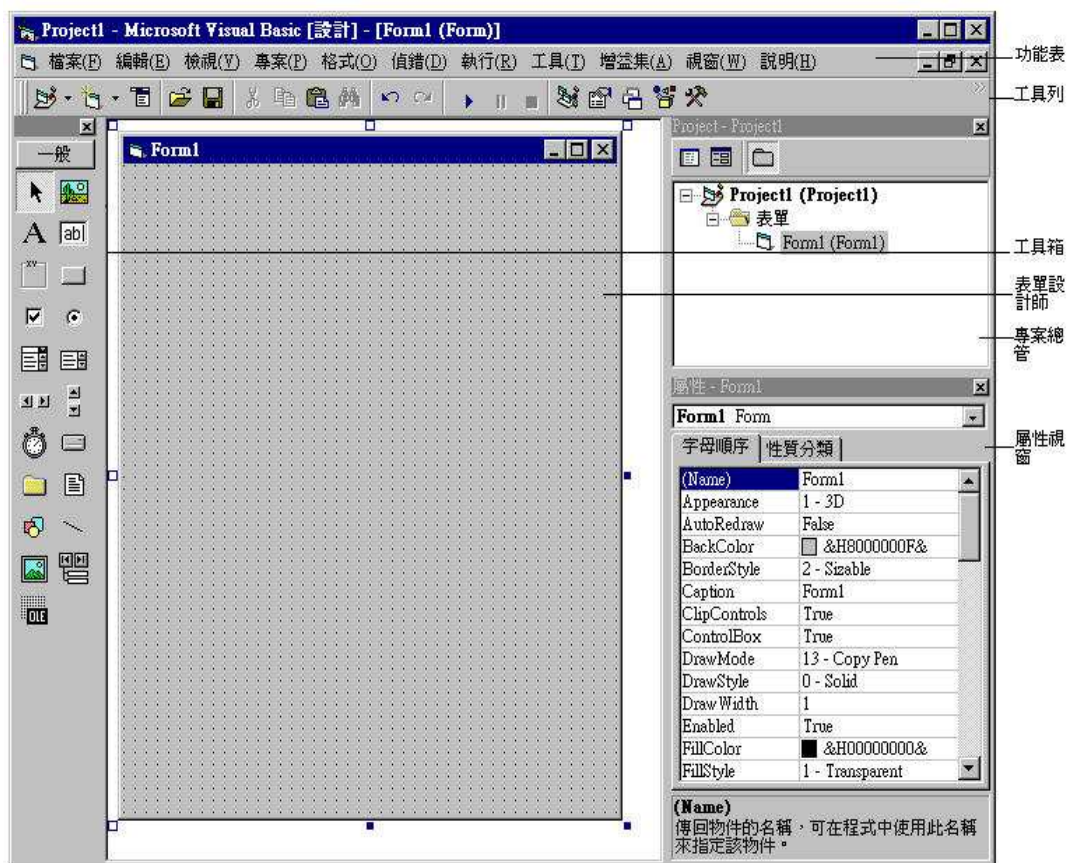 Project1 - Microsoft Visual Basic [設計] - [Form1 (Form)]
檔案(F) 編輯(E) 檢視(V) 專案(P) 格式(O) 偵錯(D) 執行(R) 工具(T) 增益集(A) 視窗(W) 說明(H)
功能表
工具列
一般
A
ab
XY
OLE
Form1
Project - Project1
Project1 (Project1)
表單
Form1 (Form1)
工具箱
表單設
計師
專案總
管
屬性 - Form1
Form1 Form
屬性視
窗
字母順序 性質分類
(Name) Form1
Appearance 1 - 3D
AutoRedraw False
BackColor &H8000000F&
BorderStyle 2 - Sizable
Caption Form1
ClipControls True
ControlBox True
DrawMode 13 - Copy Pen
DrawStyle 0 - Solid
DrawWidth 1
Enabled True
FillColor &H00000000&
FillStyle 1 - Transparent
(Name)
傳回物件的名稱，可在程式中使用此名稱
來指定該物件。